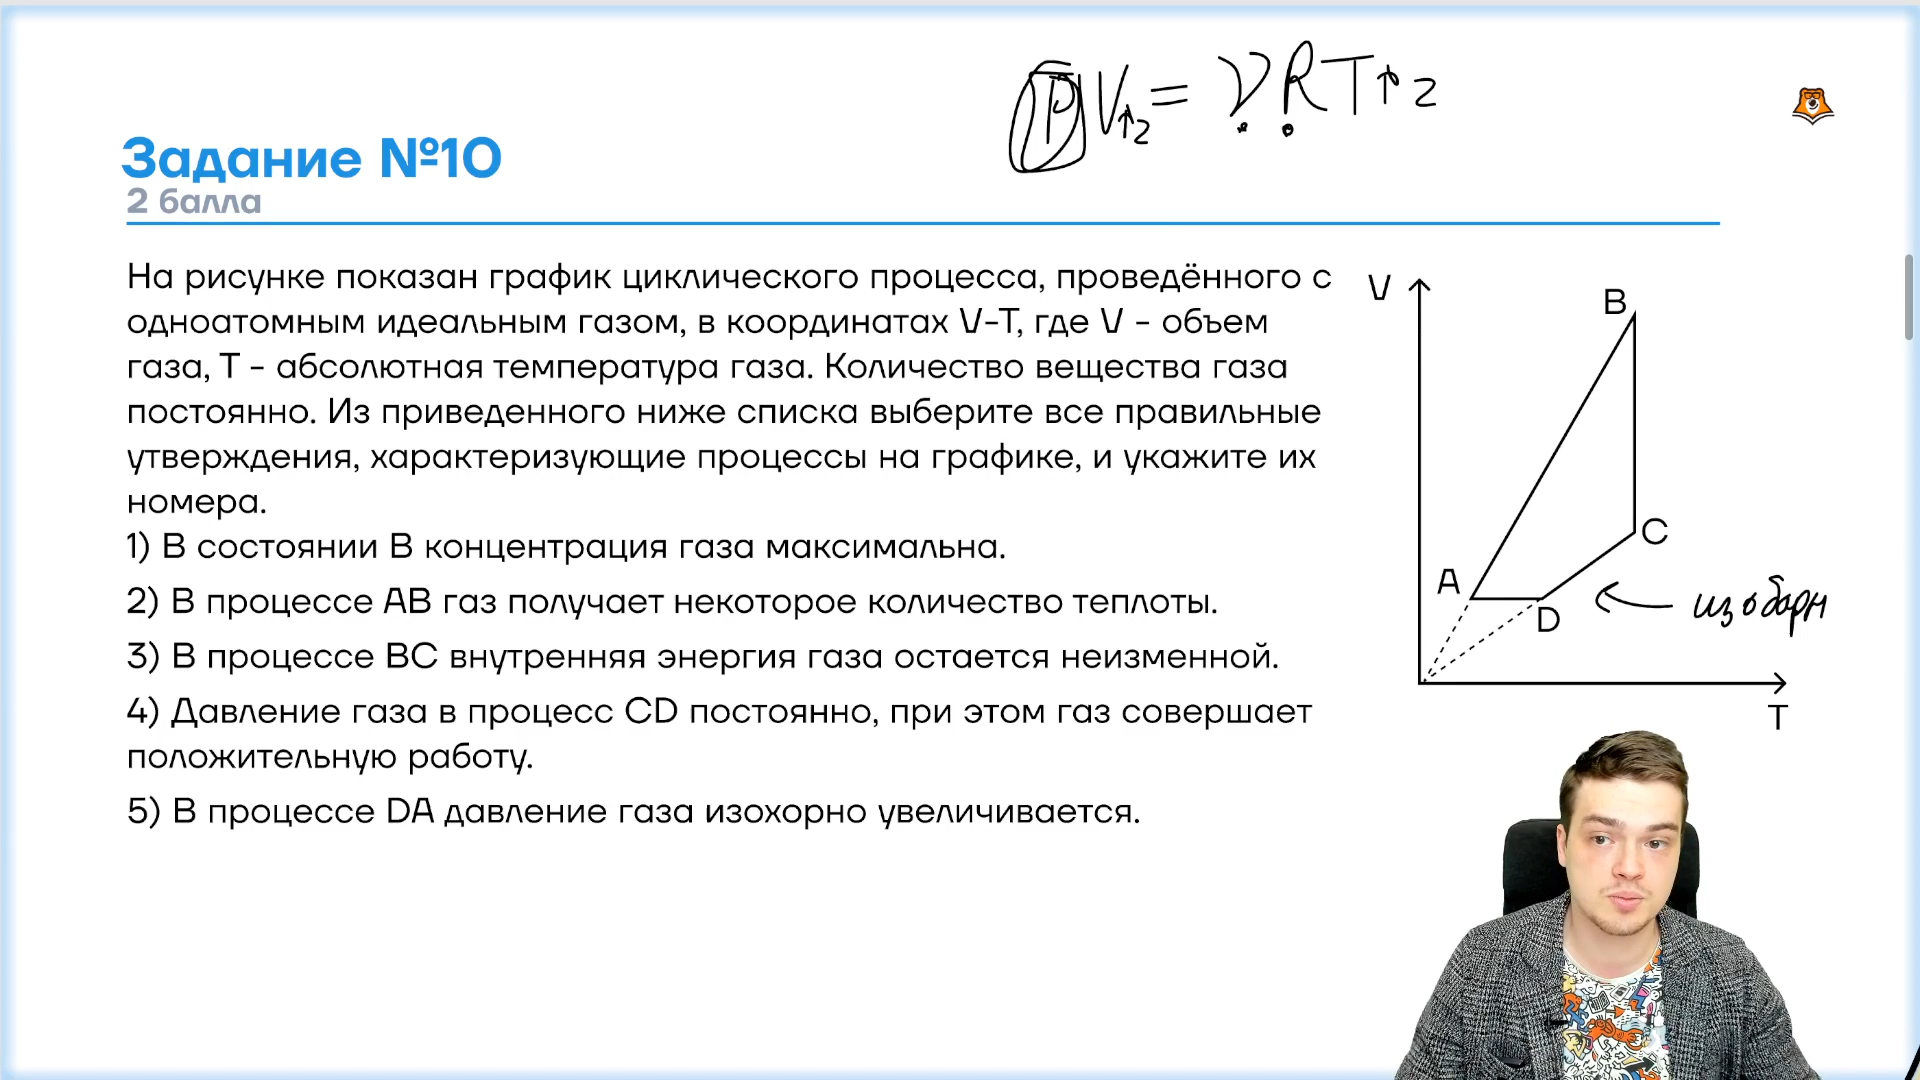 PV↑2 = νRT↑2
Задание №10
2 балла
На рисунке показан график циклического процесса, проведённого с
одноатомным идеальным газом, в координатах V-T, где V - объем
газа, T - абсолютная температура газа. Количество вещества газа
постоянно. Из приведенного ниже списка выберите все правильные
утверждения, характеризующие процессы на графике, и укажите их
номера.
1) В состоянии В концентрация газа максимальна.
2) В процессе АВ газ получает некоторое количество теплоты.
3) В процессе ВС внутренняя энергия газа остается неизменной.
4) Давление газа в процесс CD постоянно, при этом газ совершает
положительную работу.
5) В процессе DA давление газа изохорно увеличивается.
V
B
C
A
D
изобарн
T